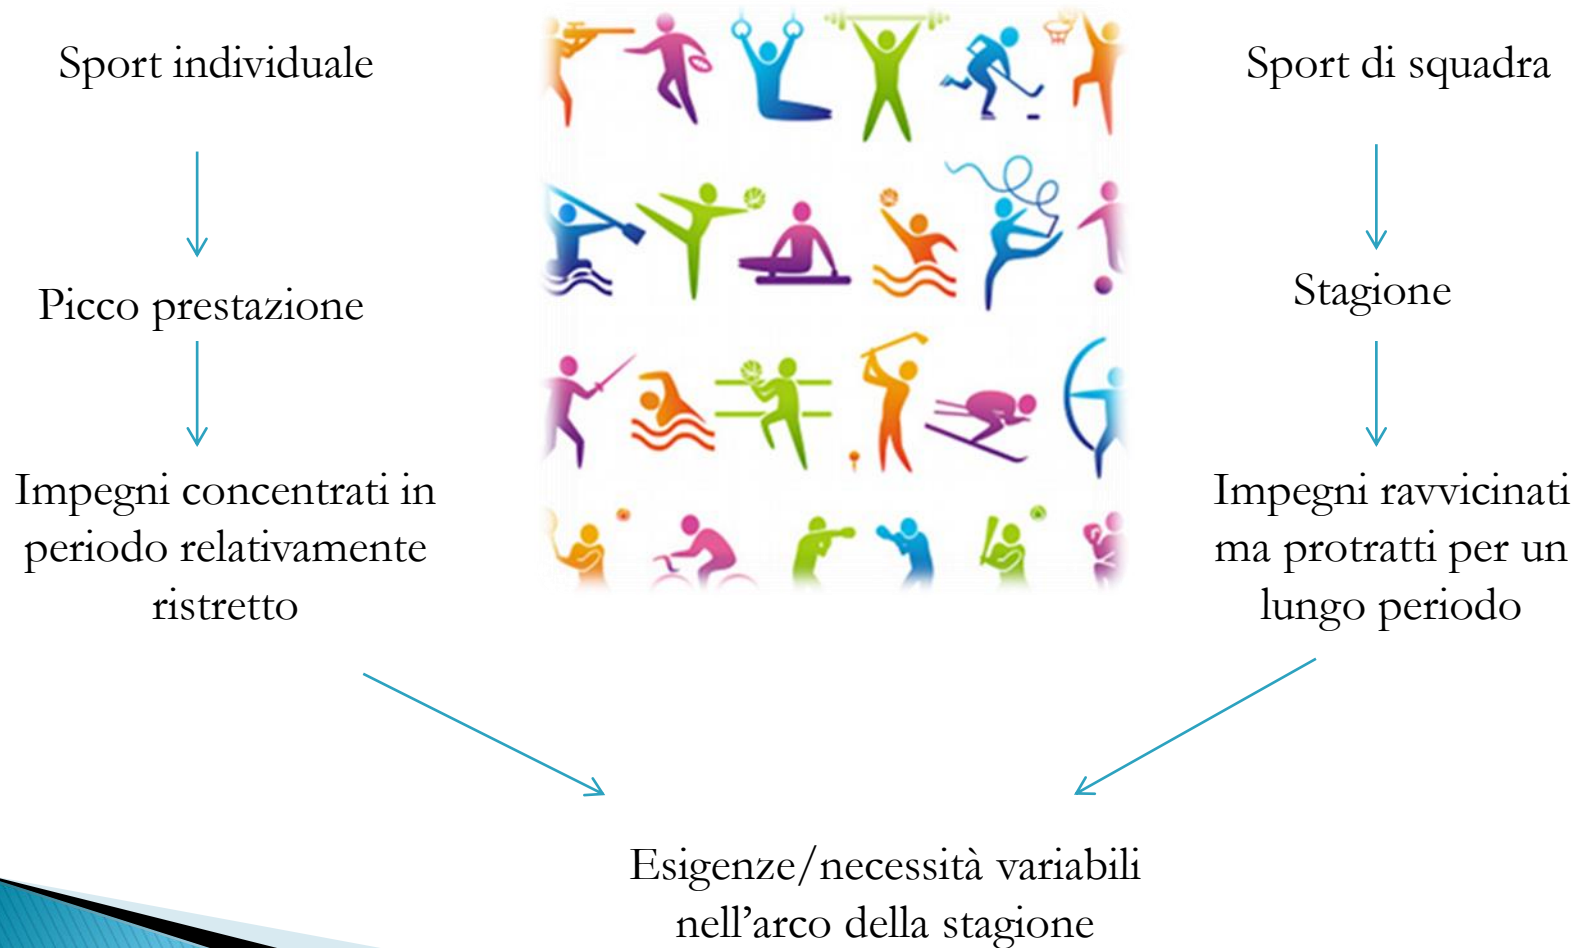 Sport individuale
Picco prestazione
Impegni concentrati in
periodo relativamente
ristretto
Sport di squadra
Stagione
Impegni ravvicinati
ma protratti per un
lungo periodo
Esigenze/necessità variabili
nell’arco della stagione